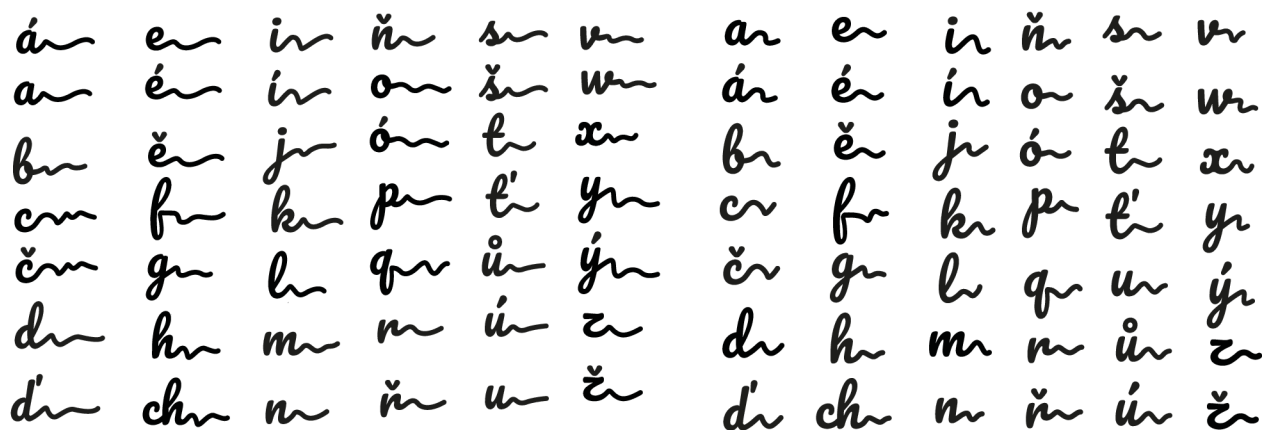 á e i ň s v a e i ň s v
a é í o š w á é í o š w
b ě j ó t x b ě j ó t x
c f k p ť y c f k p ť y
č g l q ů ý č g l q u ý
d h m r ú z d h m r ů z
ď ch n ř u ž ď ch n ř ú ž